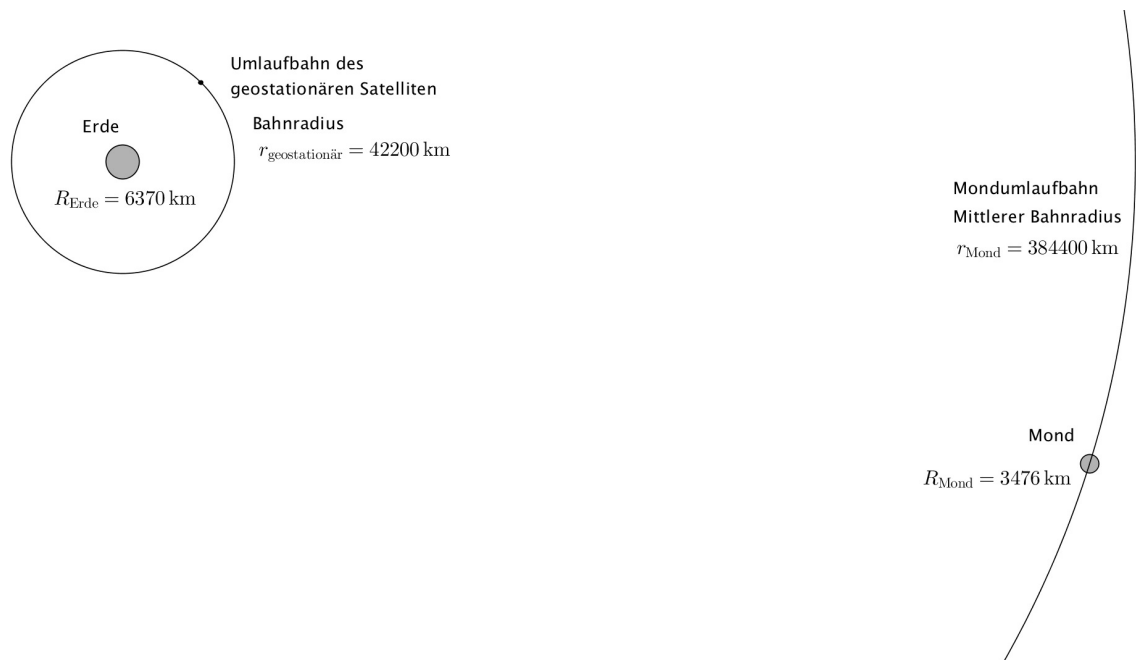 Umlaufbahn des
geostationären Satelliten
Erde
Bahnradius
r_geostationär = 42200 km
R_Erde = 6370 km
Mondumlaufbahn
Mittlerer Bahnradius
r_Mond = 384400 km
Mond
R_Mond = 3476 km